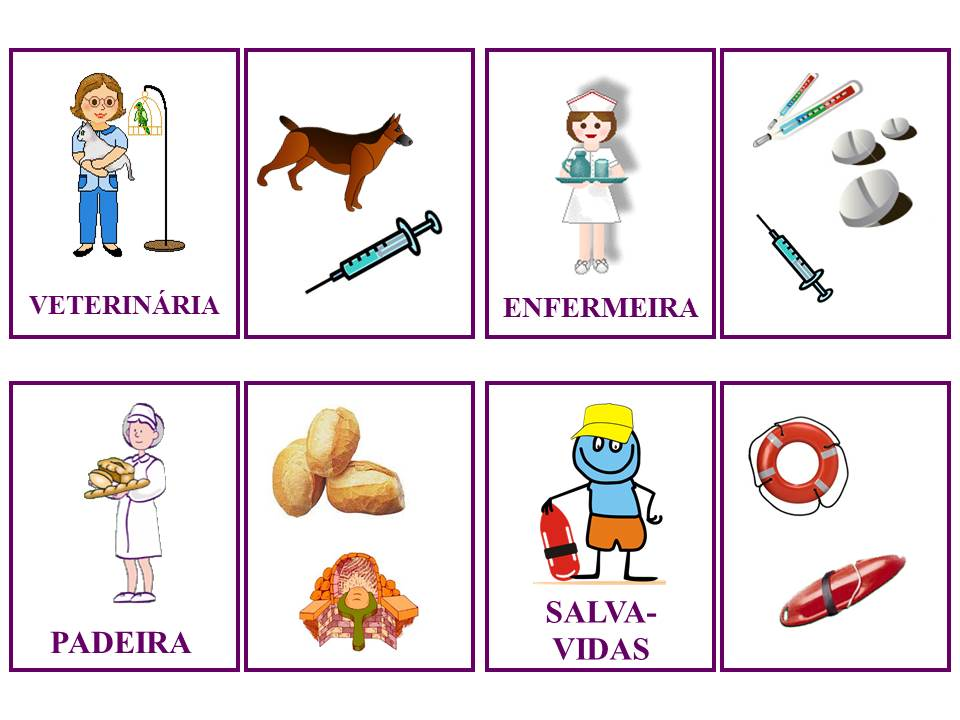 VETERINÁRIA
ENFERMEIRA
PADEIRA
SALVA-
VIDAS